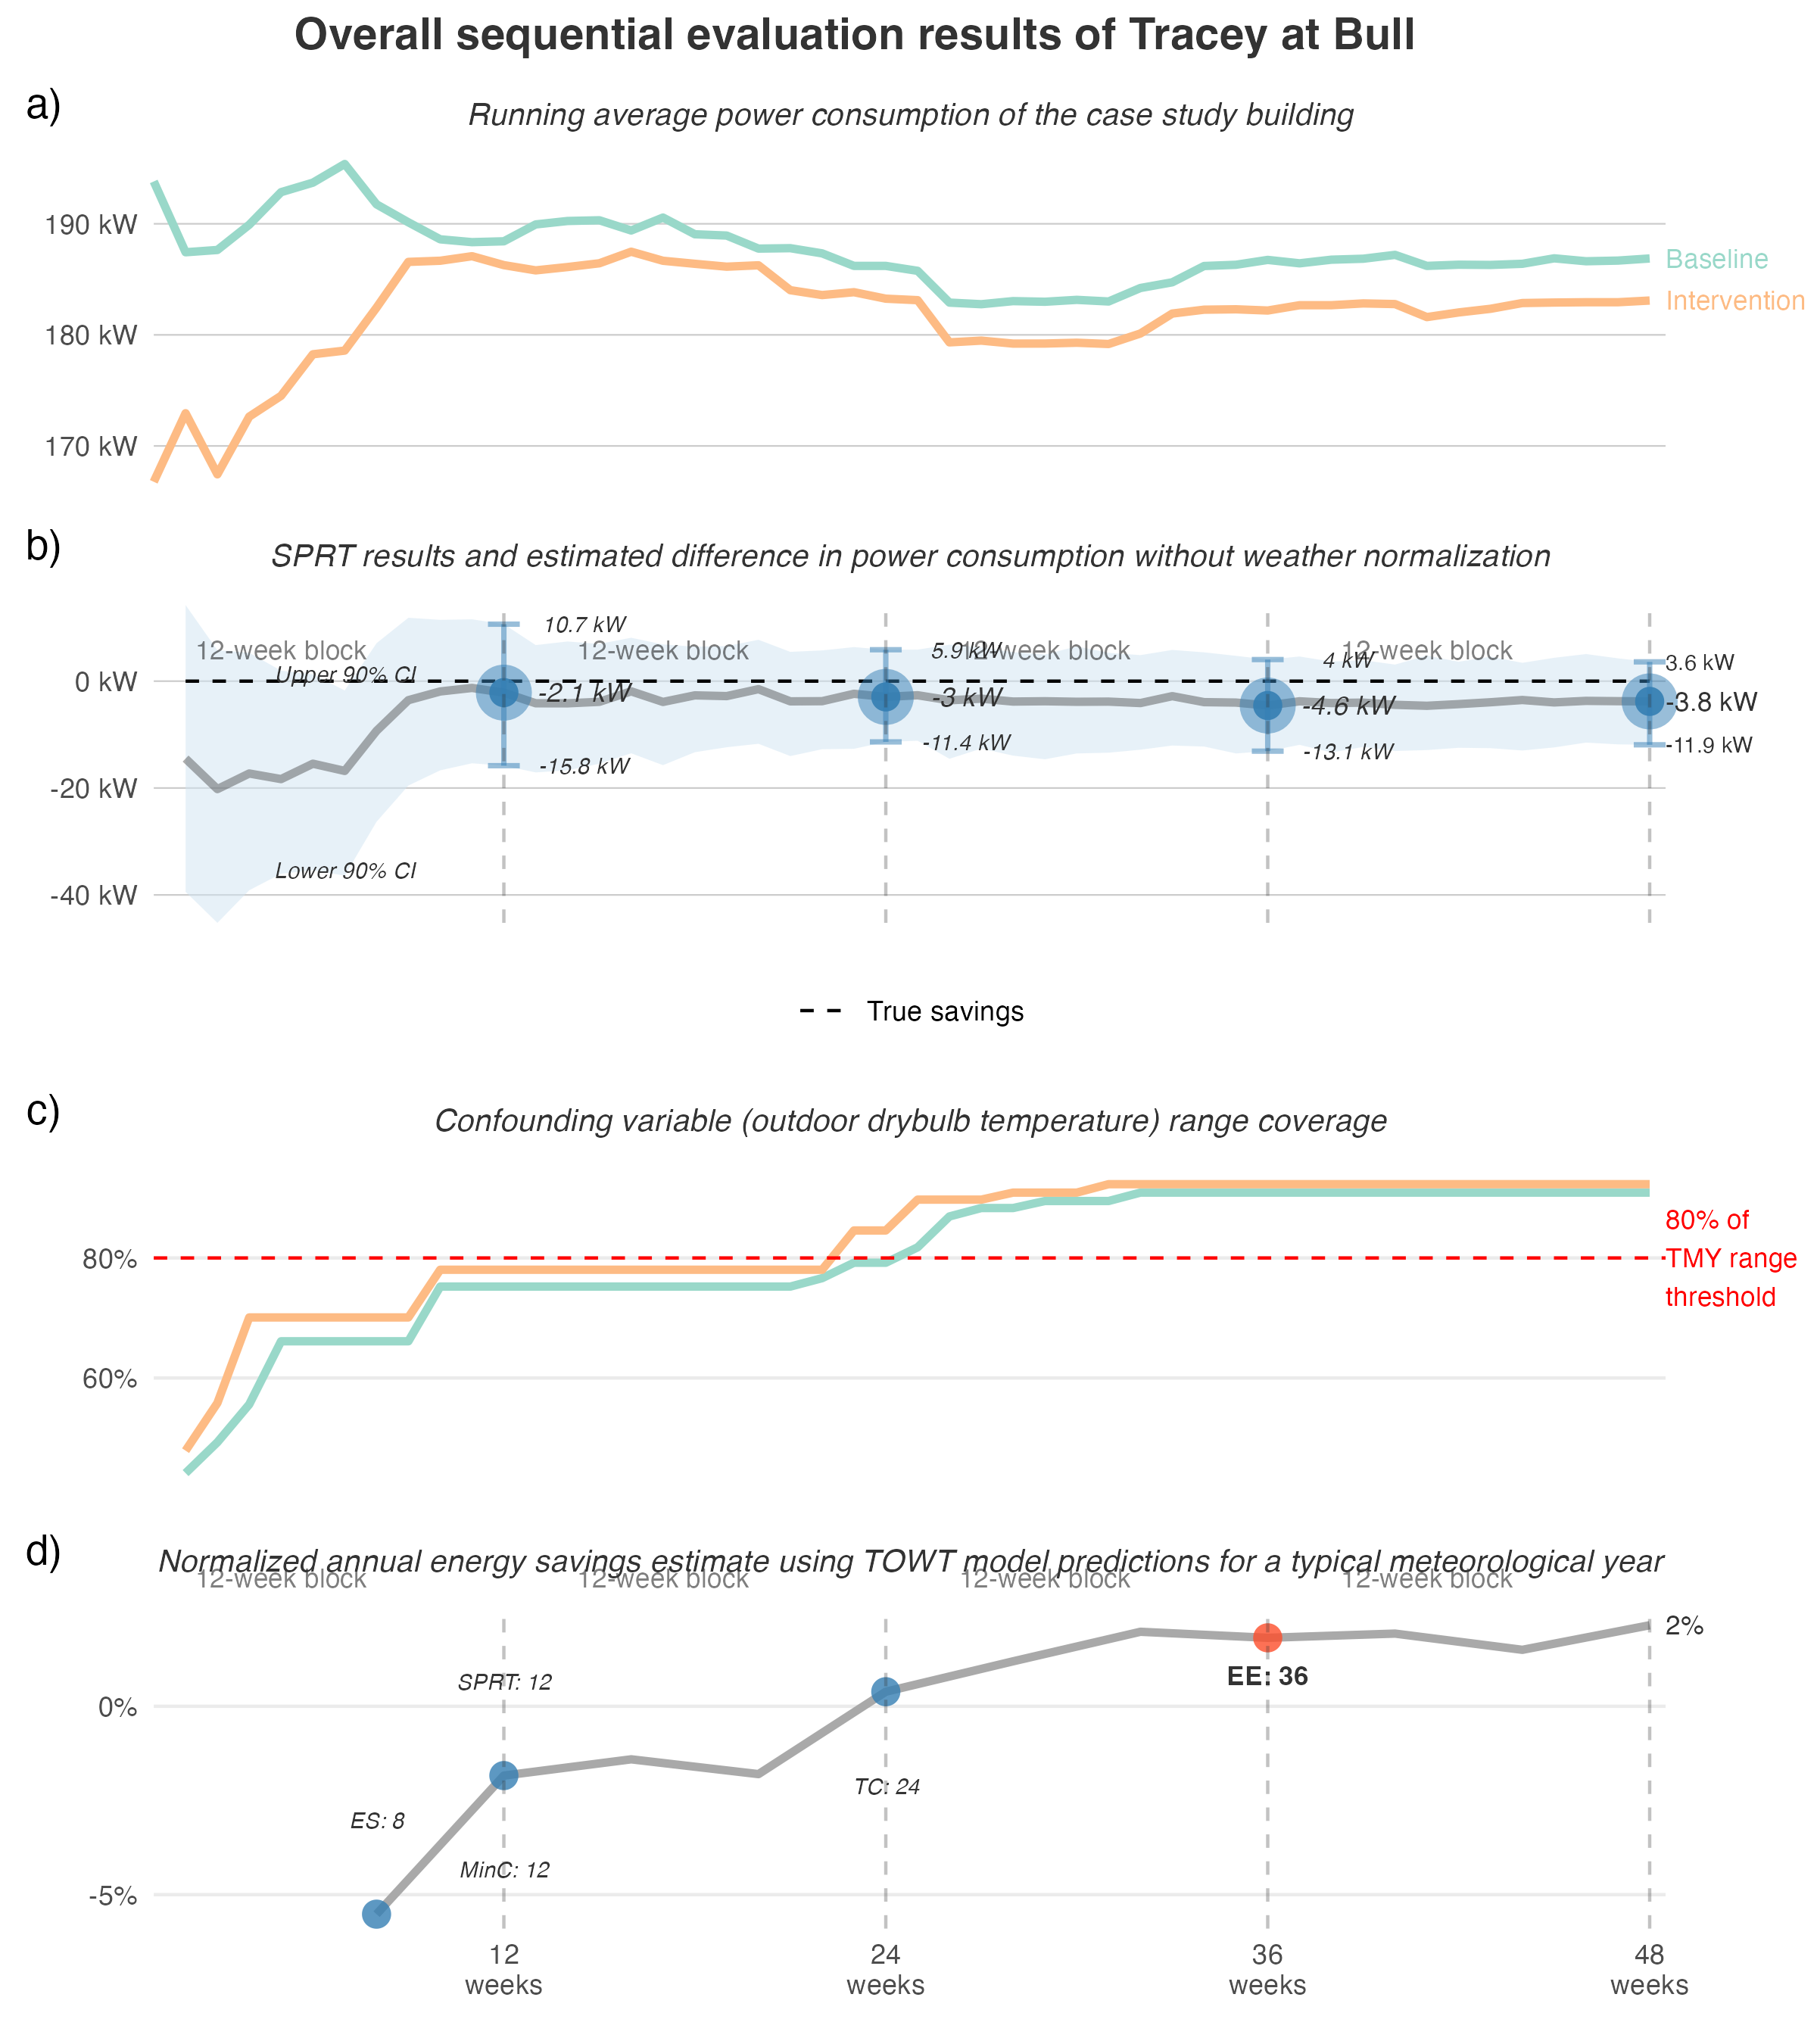 Overall sequential evaluation results of Tracey at Bull
a)
Running average power consumption of the case study building
190 kW
180 kW
170 kW
Baseline
Intervention
b)
SPRT results and estimated difference in power consumption without weather normalization
12-week block
12-week block
12-week block
12-week block
10.7 kW
5.9 kW
4 kW
3.6 kW
Upper 90% CI
0 kW
-2.1 kW
-3 kW
-4.6 kW
-3.8 kW
-15.8 kW
-11.4 kW
-13.1 kW
-11.9 kW
-20 kW
Lower 90% CI
-40 kW
True savings
c)
Confounding variable (outdoor drybulb temperature) range coverage
80%
60%
80% of
TMY range
threshold
d)
Normalized annual energy savings estimate using TOWT model predictions for a typical meteorological year
12-week block
12-week block
12-week block
12-week block
2%
SPRT: 12
EE: 36
0%
TC: 24
ES: 8
MinC: 12
-5%
12
weeks
24
weeks
36
weeks
48
weeks